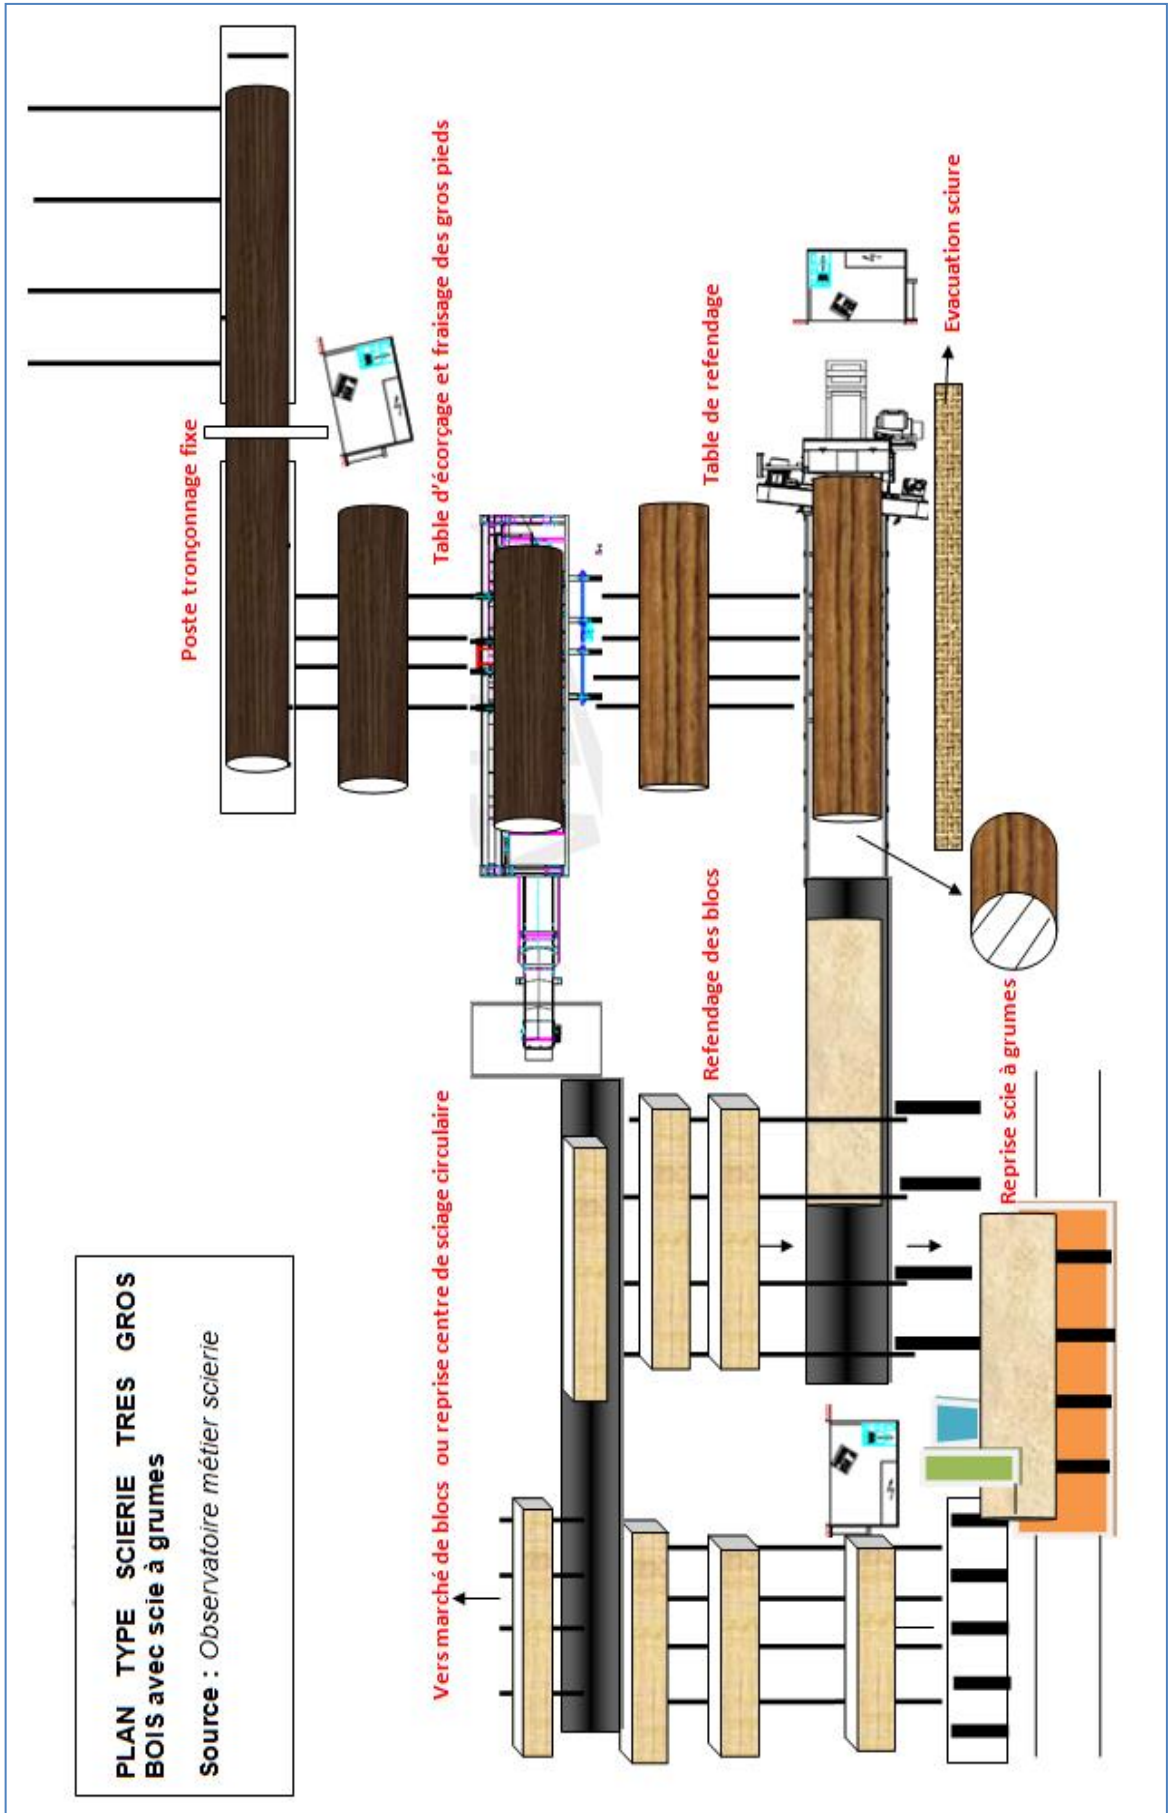 PLAN TYPE SCIERIE TRES GROS
BOIS avec scie à grumes
Source : Observatoire métier scierie
Poste tronçonnage fixe
Table d'écorçage et fraisage des gros pieds
Table de refendage
Evacuation sciure
Vers marché de blocs ou reprise centre de sciage circulaire
Refendage des blocs
Reprise scie à grumes